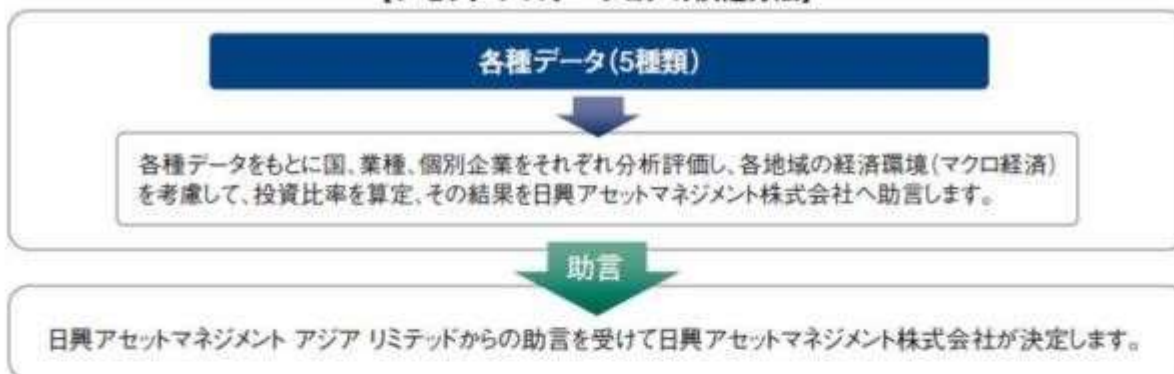 各種データ(5種類)
各種データをもとに国、業種、個別企業をそれぞれ分析評価し、各地域の経済環境(マクロ経済)
を考慮して、投資比率を算定、その結果を日興アセットマネジメント株式会社へ助言します。
助言
日興アセットマネジメント アジア リミテッドからの助言を受けて日興アセットマネジメント株式会社が決定します。